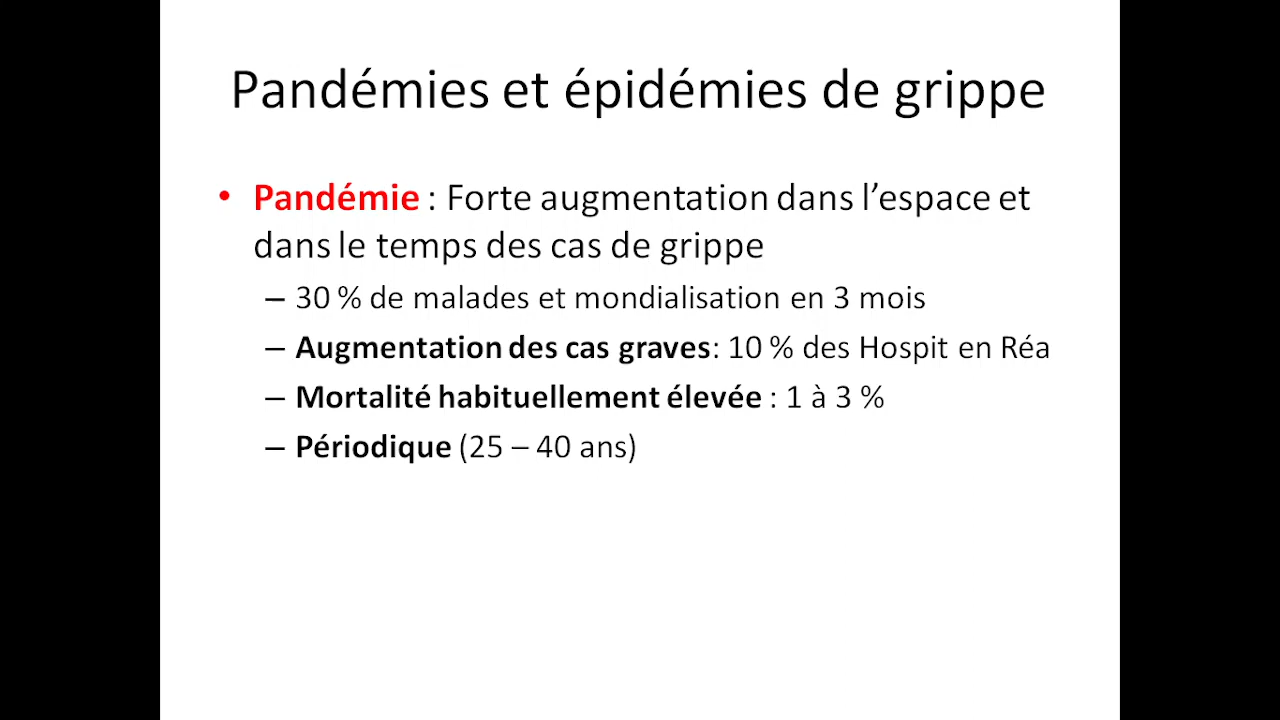 Pandémies et épidémies de grippe
• Pandémie : Forte augmentation dans l’espace et
dans le temps des cas de grippe
– 30 % de malades et mondialisation en 3 mois
– Augmentation des cas graves: 10 % des Hospit en Réa
– Mortalité habituellement élevée : 1 à 3 %
– Périodique (25 – 40 ans)